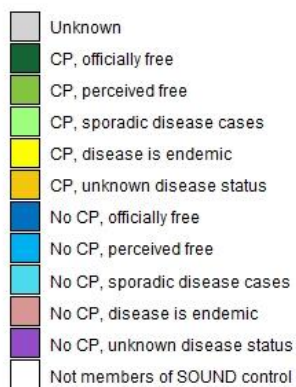 Unknown
CP, officially free
CP, perceived free
CP, sporadic disease cases
CP, disease is endemic
CP, unknown disease status
No CP, officially free
No CP, perceived free
No CP, sporadic disease cases
No CP, disease is endemic
No CP, unknown disease status
Not members of SOUND control